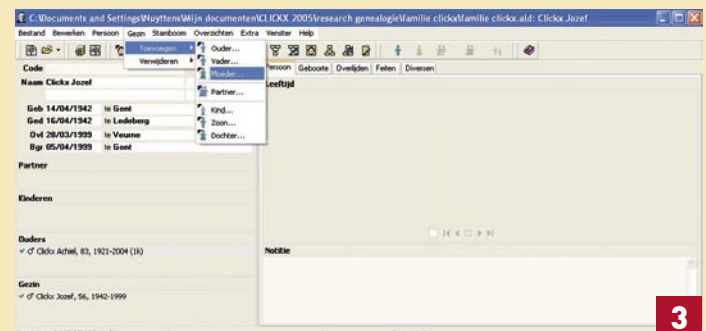 C:\Documents and Settings\Wuyttens\Mijn documenten\CLICKX 2005\research genealogie\familie clickx\familie clickx.ald: Clickx Jozef
Bestand Bewerken Persoon Gezin Stamboom Overzichten Extra Venster Help
Toevoegen
Verwijderen
Ouder...
Vader...
Moeder...
Partner...
Kind...
Zoon...
Dochter...
Persoon Geboorte Overlijden Feiten Diversen
Code
Naam Clickx Jozef
Leeftijd
Geb 14/04/1942 te Gent
Ged 16/04/1942 te Ledeberg
Ovl 28/03/1999 te Veurne
Bgr 05/04/1999 te Gent
Partner
Kinderen
Ouders
♂ Clickx Achiel, 83, 1921-2004 (1k)
Notitie
Gezin
♂ Clickx Jozef, 56, 1942-1999
3